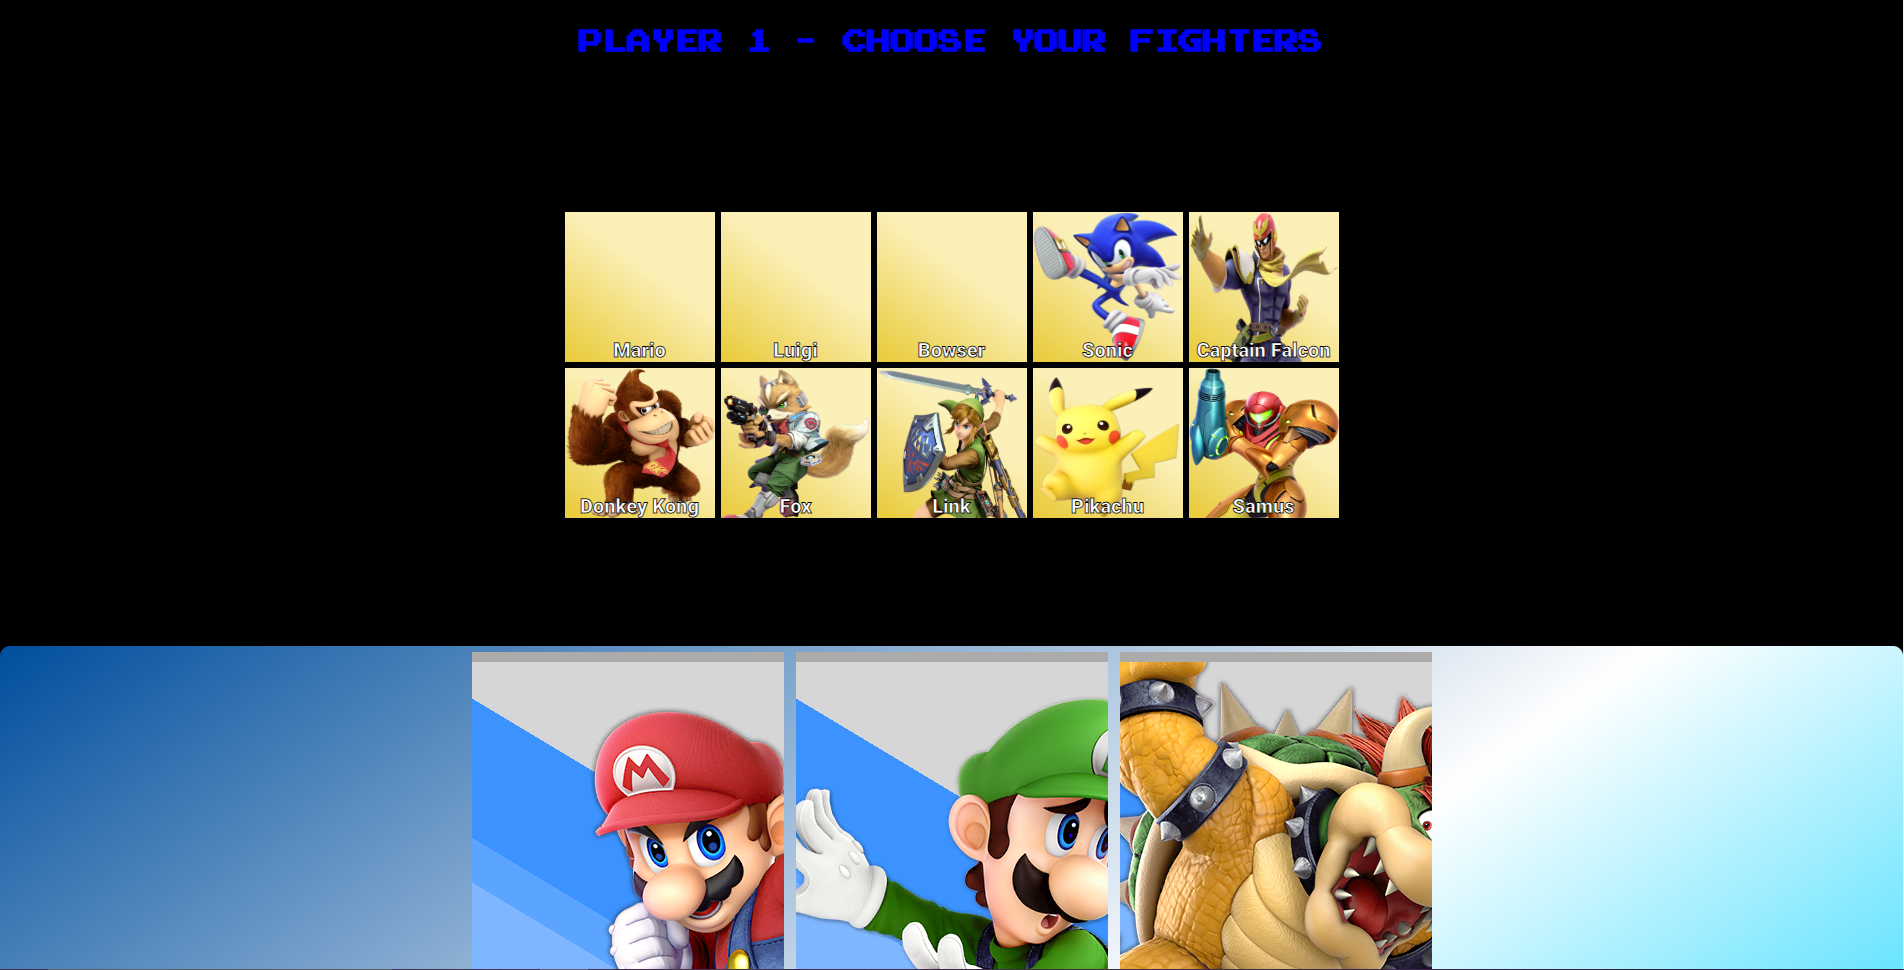 PLAYER 1 - CHOOSE YOUR FIGHTERS
Mario
Luigi
Bowser
Sonic
Captain Falcon
Donkey Kong
Fox
Link
Pikachu
Samus
M